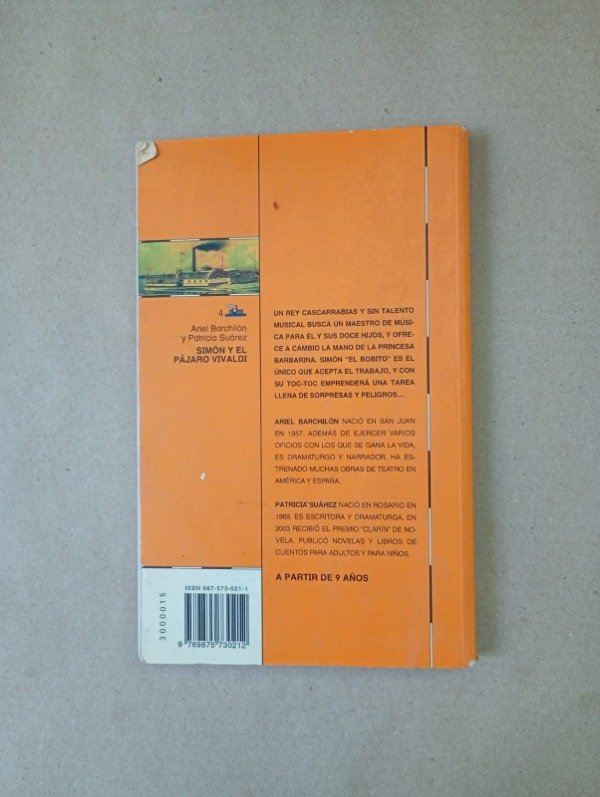 4
Ariel Barchilón
y Patricia Suárez
SIMÓN Y EL
PÁJARO VIVALDI
UN REY CASCARRABIAS Y SIN TALENTO
MUSICAL BUSCA UN MAESTRO DE MÚSI-
CA PARA ÉL Y SUS DOCE HIJOS, Y OFRE-
CE A CAMBIO LA MANO DE LA PRINCESA
BARBARINA. SIMÓN "EL BOBITO" ES EL
ÚNICO QUE ACEPTA EL TRABAJO, Y CON
SU TOC-TOC EMPRENDERÁ UNA TAREA
LLENA DE SORPRESAS Y PELIGROS...
ARIEL BARCHILÓN NACIÓ EN SAN JUAN
EN 1957. ADEMÁS DE EJERCER VARIOS
OFICIOS CON LOS QUE SE GANA LA VIDA,
ES DRAMATURGO Y NARRADOR. HA ES-
TRENADO MUCHAS OBRAS DE TEATRO EN
AMÉRICA Y ESPAÑA.
PATRICIA SUÁREZ NACIÓ EN ROSARIO EN
1969. ES ESCRITORA Y DRAMATURGA. EN
2003 RECIBIÓ EL PREMIO "CLARÍN" DE NO-
VELA. PUBLICÓ NOVELAS Y LIBROS DE
CUENTOS PARA ADULTOS Y PARA NIÑOS.
A PARTIR DE 9 AÑOS
ISBN 987-573-021-1
9 789875 730212
3000015